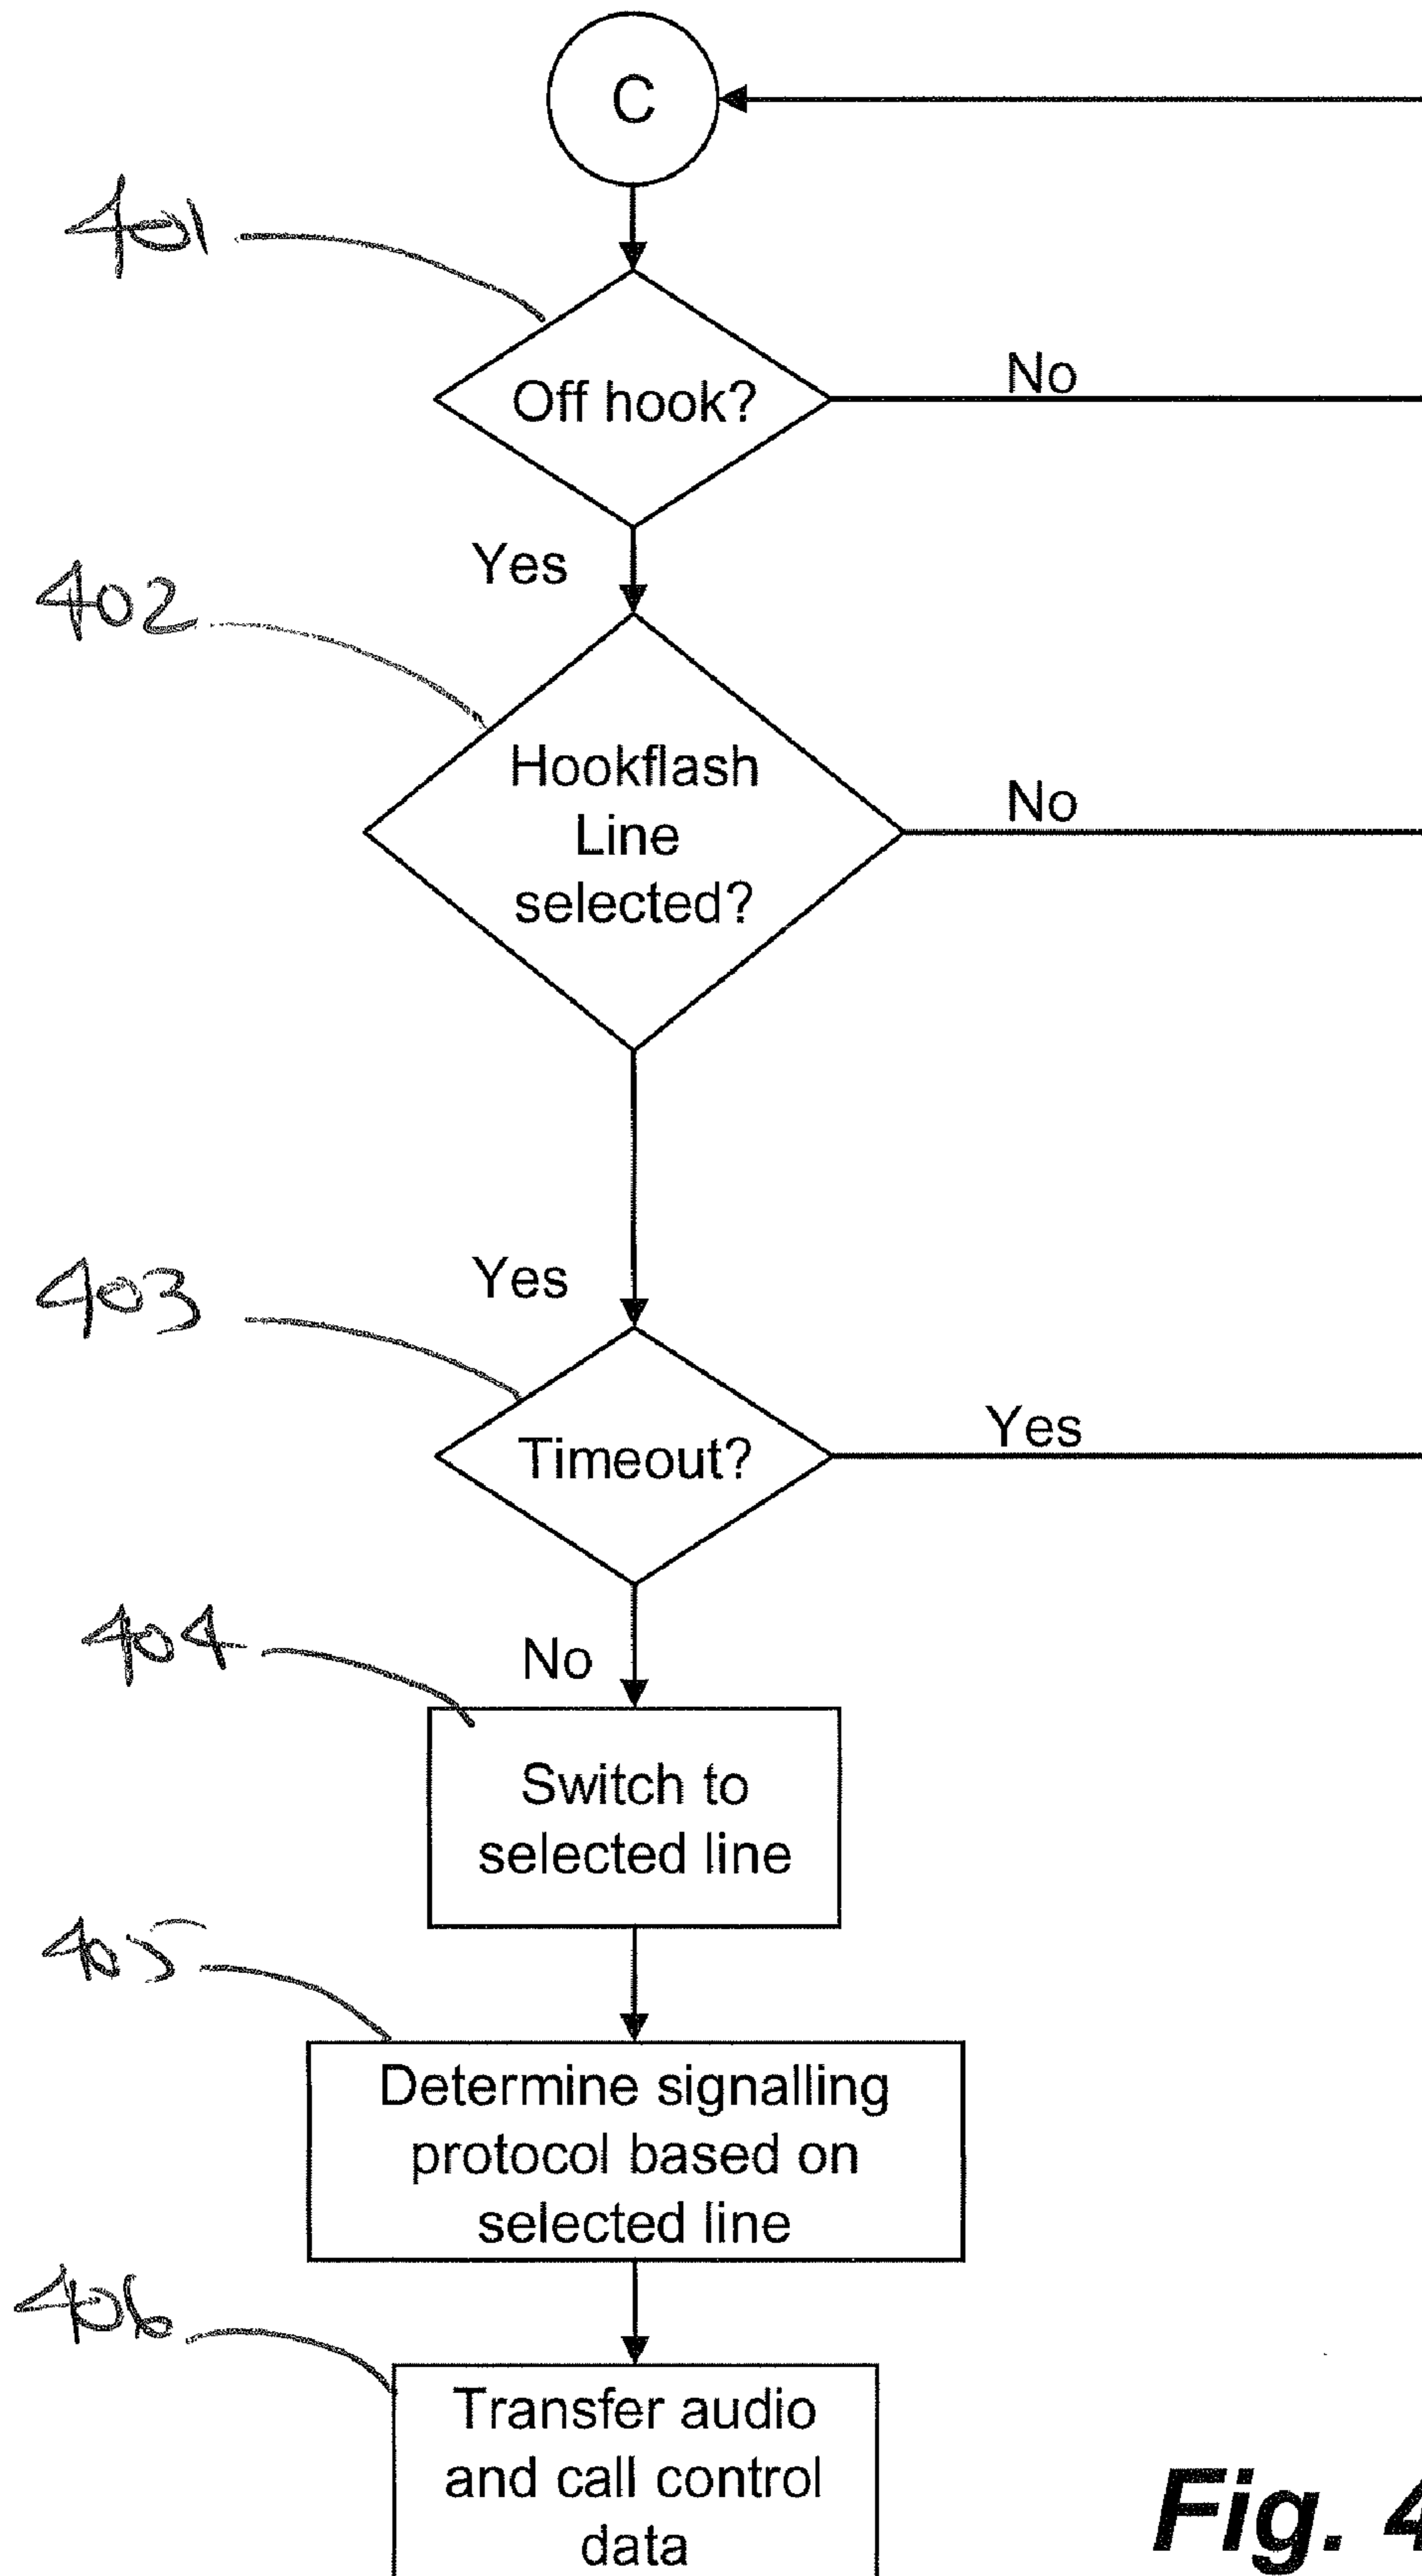 C
401
Off hook?
No
Yes
402
Hookflash
Line
selected?
No
Yes
403
Timeout?
Yes
404
No
Switch to
selected line
405
Determine signalling
protocol based on
selected line
406
Transfer audio
and call control
data
Fig. 4